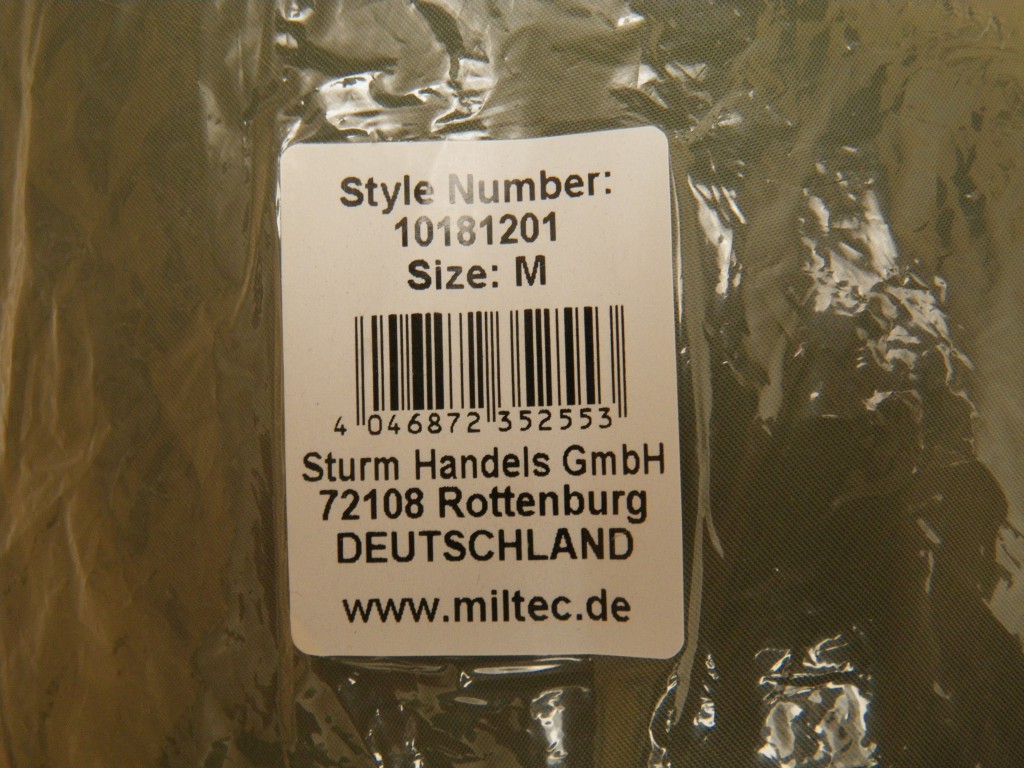 Style Number:
10181201
Size: M
4 046872 352553
Sturm Handels GmbH
72108 Rottenburg
DEUTSCHLAND
www.miltec.de